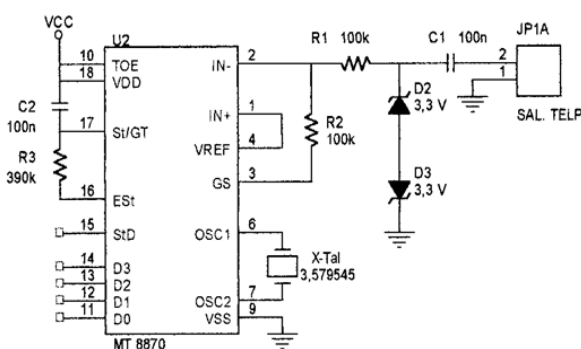 VCC
U2
10 TOE
18 VDD
C2
100n
17 St/GT
R3
390k
16 ESt
15 StD
14 D3
13 D2
12 D1
11 D0
IN- 2
IN+ 1
VREF 4
GS 3
OSC1 6
OSC2 7
VSS 9
MT 8870
R1 100k
R2
100k
C1 100n
D2
3,3 V
D3
3,3 V
X-Tal
3,579545
JP1A
2
1
SAL. TELP